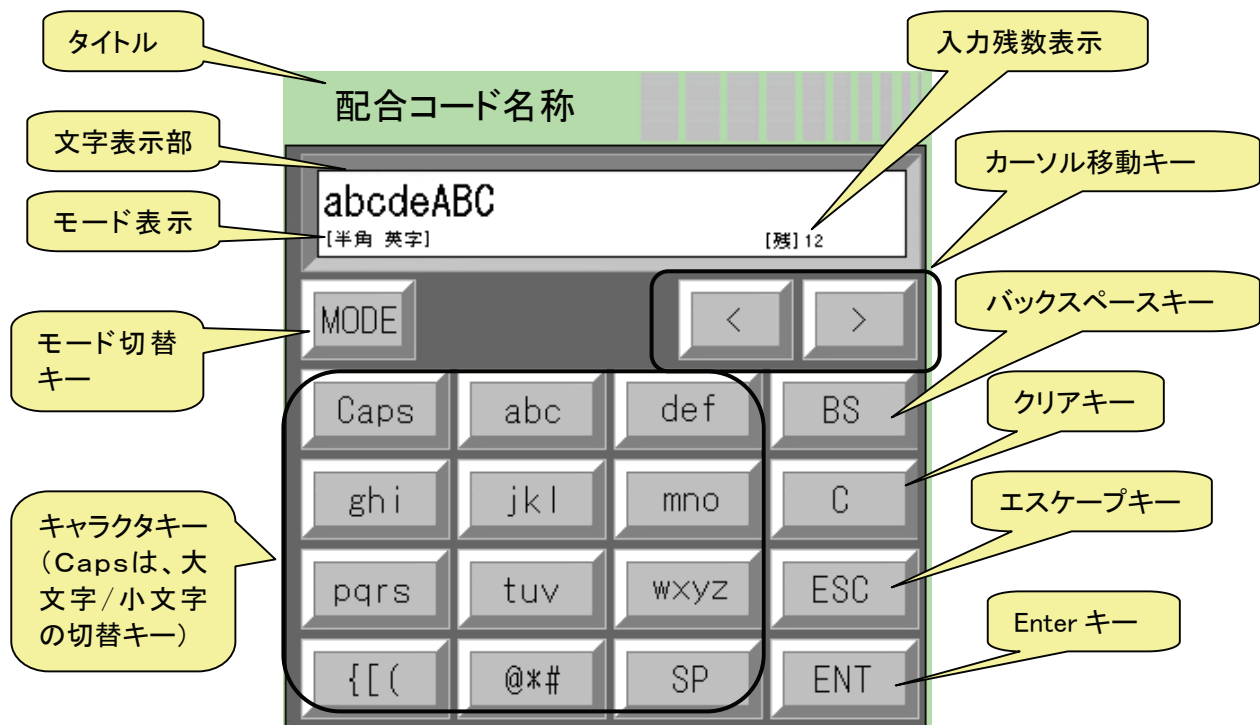 タイトル
入力残数表示
配合コード名称
文字表示部
カーソル移動キー
abcdeABC
モード表示
[半角 英字]
[残]12
バックスペースキー
MODE
<
>
モード切替
キー
クリアキー
Caps
abc
def
BS
エスケープキー
ghi
jkl
mno
C
キャラクタキー
(Capsは、大
文字/小文字
の切替キー)
pqrs
tuv
wxyz
ESC
Enter キー
{[(
@*#
SP
ENT